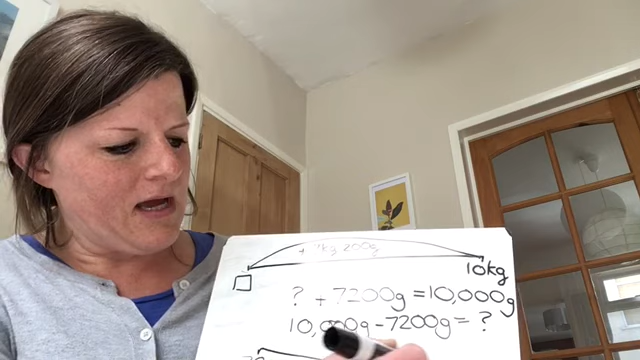 + 7kg 200g
10kg
? + 7200g = 10,000g
10,000g - 7200g = ?